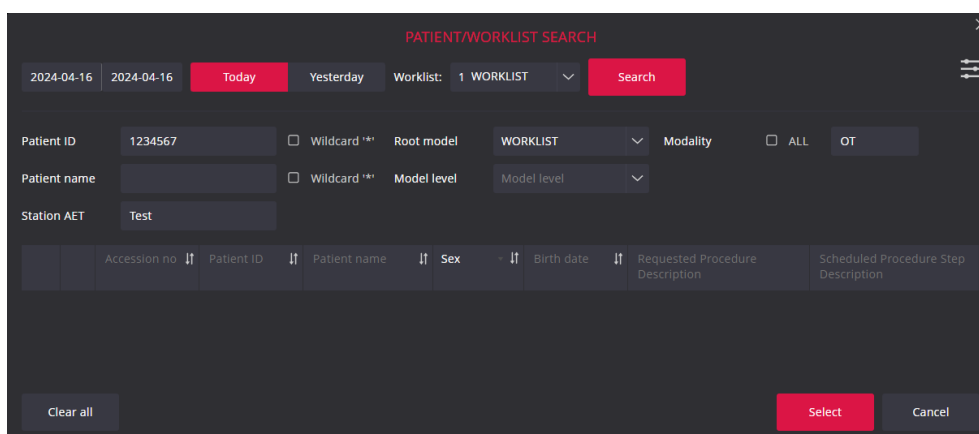 PATIENT/WORKLIST SEARCH
2024-04-16 2024-04-16 Today Yesterday Worklist: 1 WORKLIST Search
Patient ID 1234567 Wildcard '*' Root model WORKLIST Modality ALL OT
Patient name Wildcard '*' Model level Model level
Station AET Test
Accession no Patient ID Patient name Sex Birth date Requested Procedure Scheduled Procedure Step
Description Description
Clear all Select Cancel